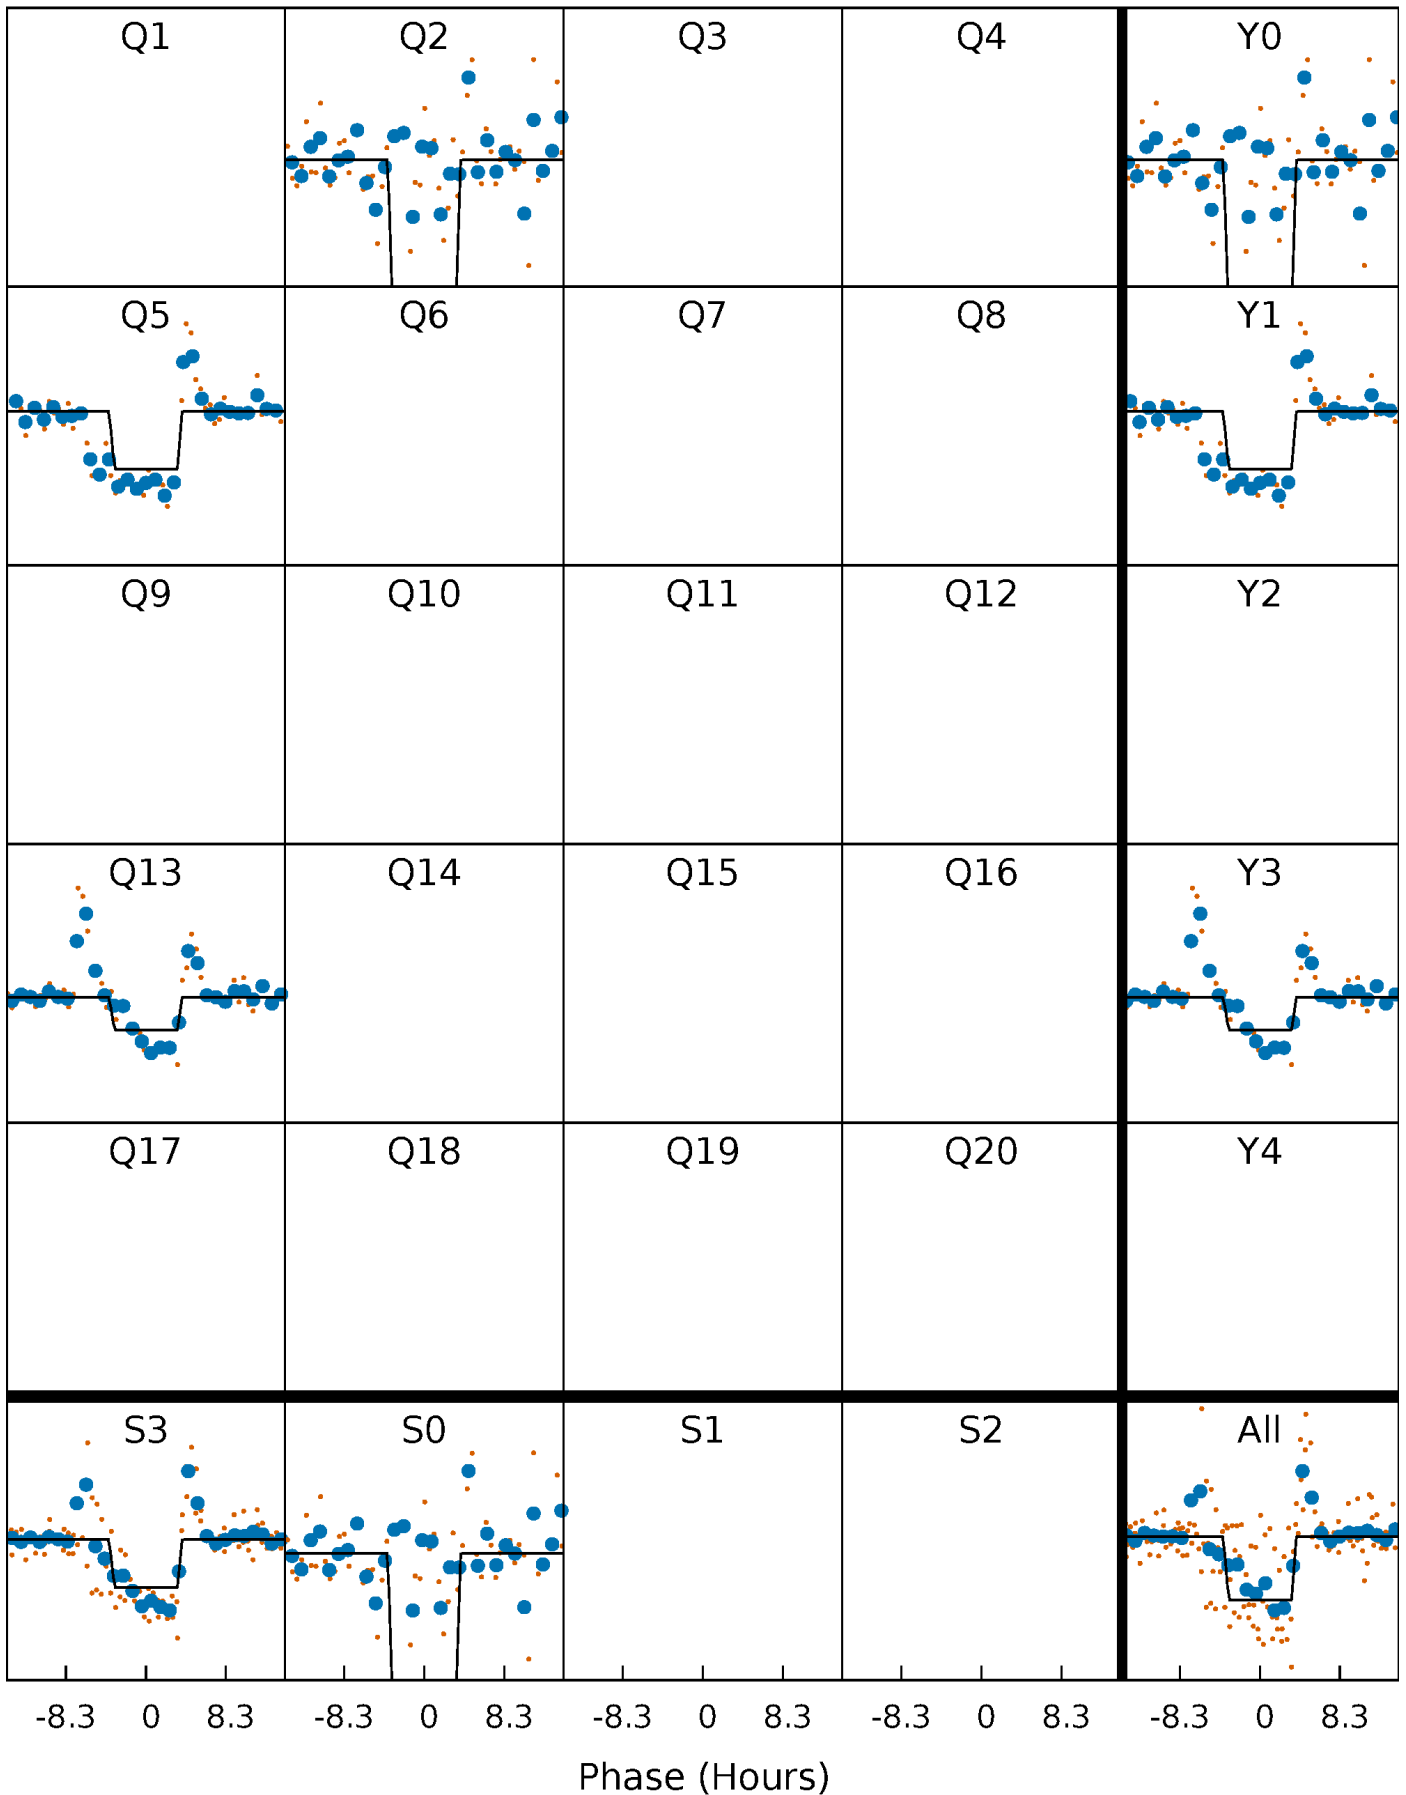 Q1 Q2 Q3 Q4 Y0
Q5 Q6 Q7 Q8 Y1
Q9 Q10 Q11 Q12 Y2
Q13 Q14 Q15 Q16 Y3
Q17 Q18 Q19 Q20 Y4
S3 S0 S1 S2 All
-8.3 0 8.3 -8.3 0 8.3 -8.3 0 8.3 -8.3 0 8.3 -8.3 0 8.3
Phase (Hours)